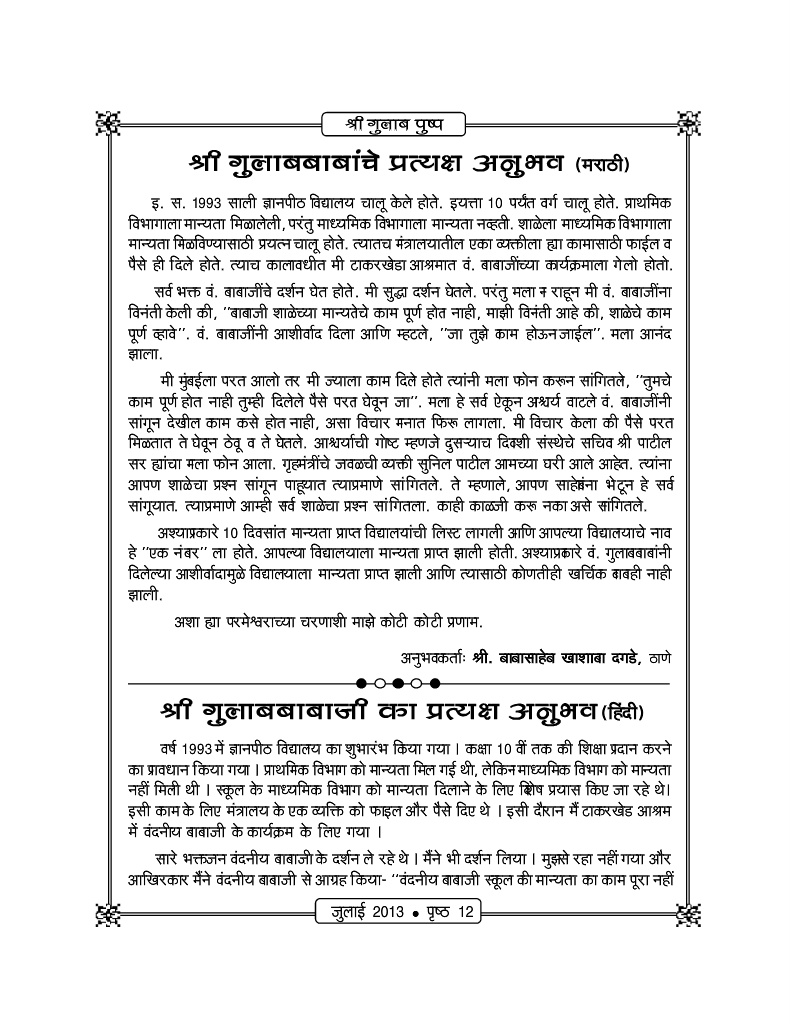 श्री गुलाब पुष्प
श्री गुलाबबाबांचे प्रत्यक्ष अनुभव (मराठी)
इ. स. 1993 साली ज्ञानपीठ विद्यालय चालू केले होते. इयत्ता 10 पर्यंत वर्ग चालू होते. प्राथमिक
विभागाला मान्यता मिळालेली, परंतु माध्यमिक विभागाला मान्यता नव्हती. शाळेला माध्यमिक विभागाला
मान्यता मिळविण्यासाठी प्रयत्न चालू होते. त्यातच मंत्रालयातील एका व्यक्तीला ह्या कामासाठी फाईल व
पैसे ही दिले होते. त्याच कालावधीत मी टाकरखेडा आश्रमात वं. बाबाजींच्या कार्यक्रमाला गेलो होतो.
सर्व भक्त वं. बाबाजींचे दर्शन घेत होते. मी सुद्धा दर्शन घेतले. परंतु मला न राहून मी वं. बाबाजींना
विनंती केली की, ''बाबाजी शाळेच्या मान्यतेचे काम पूर्ण होत नाही, माझी विनंती आहे की, शाळेचे काम
पूर्ण व्हावे''. वं. बाबाजींनी आशीर्वाद दिला आणि म्हटले, ''जा तुझे काम होऊन जाईल''. मला आनंद
झाला.
मी मुंबईला परत आलो तर मी ज्याला काम दिले होते त्यांनी मला फोन करून सांगितले, ''तुमचे
काम पूर्ण होत नाही तुम्ही दिलेले पैसे परत घेवून जा''. मला हे सर्व ऐकून अश्चर्य वाटले वं. बाबाजींनी
सांगून देखील काम कसे होत नाही, असा विचार मनात फिरू लागला. मी विचार केला की पैसे परत
मिळतात ते घेवून ठेवू व ते घेतले. आश्चर्याची गोष्ट म्हणजे दुसऱ्याच दिवशी संस्थेचे सचिव श्री पाटील
सर ह्यांचा मला फोन आला. गृहमंत्रींचे जवळची व्यक्ती सुनिल पाटील आमच्या घरी आले आहेत. त्यांना
आपण शाळेचा प्रश्न सांगून पाहूयात त्याप्रमाणे सांगितले. ते म्हणाले, आपण साहेबांना भेटून हे सर्व
सांगूयात. त्याप्रमाणे आम्ही सर्व शाळेचा प्रश्न सांगितला. काही काळजी करू नका असे सांगितले.
अश्याप्रकारे 10 दिवसांत मान्यता प्राप्त विद्यालयांची लिस्ट लागली आणि आपल्या विद्यालयाचे नाव
हे ''एक नंबर'' ला होते. आपल्या विद्यालयाला मान्यता प्राप्त झाली होती. अश्याप्रकारे वं. गुलाबबाबांनी
दिलेल्या आशीर्वादामुळे विद्यालयाला मान्यता प्राप्त झाली आणि त्यासाठी कोणतीही खर्चिक बाबही नाही
झाली.
अशा ह्या परमेश्वराच्या चरणाशी माझे कोटी कोटी प्रणाम.
अनुभवकर्ताः श्री. बाबासाहेब खाशाबा दगडे, ठाणे
श्री गुलाबबाबाजी का प्रत्यक्ष अनुभव (हिंदी)
वर्ष 1993 में ज्ञानपीठ विद्यालय का शुभारंभ किया गया । कक्षा 10 वीं तक की शिक्षा प्रदान करने
का प्रावधान किया गया । प्राथमिक विभाग को मान्यता मिल गई थी, लेकिन माध्यमिक विभाग को मान्यता
नहीं मिली थी । स्कूल के माध्यमिक विभाग को मान्यता दिलाने के लिए विशेष प्रयास किए जा रहे थे।
इसी काम के लिए मंत्रालय के एक व्यक्ति को फाइल और पैसे दिए थे । इसी दौरान मैं टाकरखेड आश्रम
में वंदनीय बाबाजी के कार्यक्रम के लिए गया ।
सारे भक्तजन वंदनीय बाबाजी के दर्शन ले रहे थे । मैंने भी दर्शन लिया । मुझसे रहा नहीं गया और
आखिरकार मैंने वंदनीय बाबाजी से आग्रह किया- ''वंदनीय बाबाजी स्कूल की मान्यता का काम पूरा नहीं
जुलाई 2013 ● पृष्ठ 12